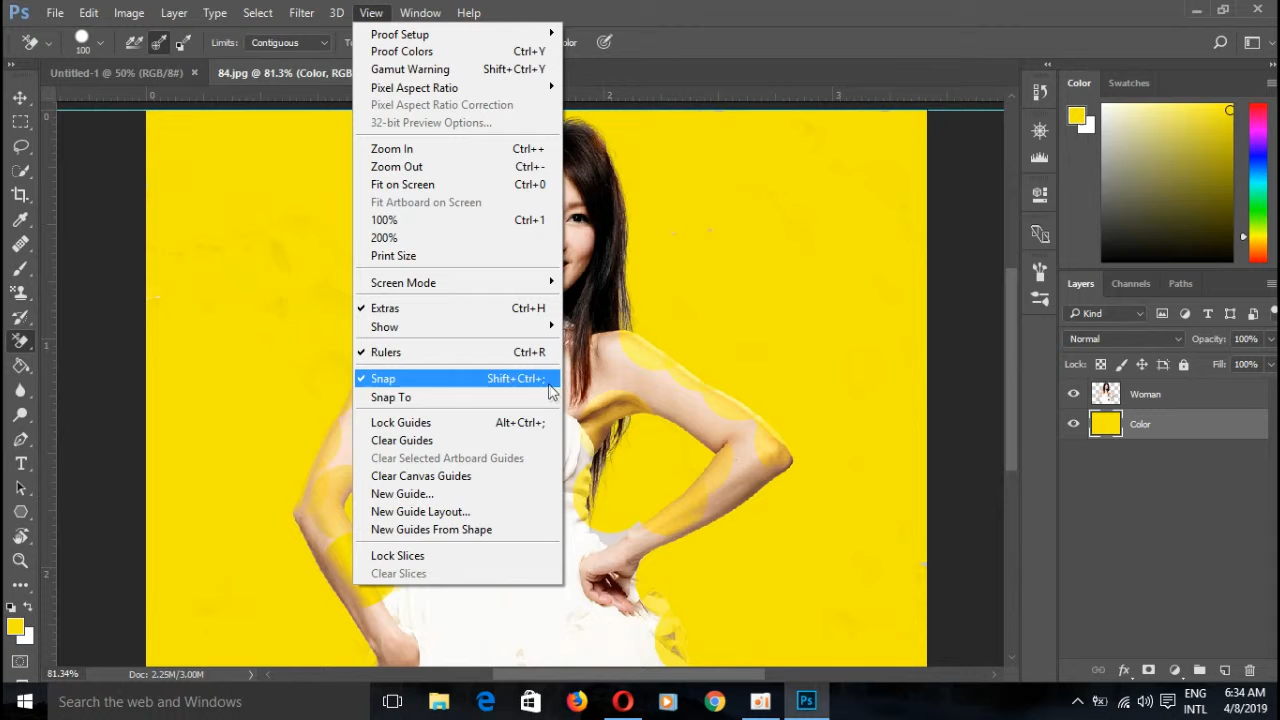 Ps File Edit Image Layer Type Select Filter 3D View Window Help
100 Limits: Contiguous
Untitled-1 @ 50% (RGB/8#) × 84.jpg @ 81.3% (Color, RGB
2 3
0
1
2
Proof Setup
Proof Colors Ctrl+Y
Gamut Warning Shift+Ctrl+Y
Pixel Aspect Ratio
Pixel Aspect Ratio Correction
32-bit Preview Options...
Zoom In Ctrl++
Zoom Out Ctrl+-
Fit on Screen Ctrl+0
Fit Artboard on Screen
100% Ctrl+1
200%
Print Size
Screen Mode
Extras Ctrl+H
Show
Rulers Ctrl+R
Snap Shift+Ctrl+;
Snap To
Lock Guides Alt+Ctrl+;
Clear Guides
Clear Selected Artboard Guides
Clear Canvas Guides
New Guide...
New Guide Layout...
New Guides From Shape
Lock Slices
Clear Slices
Color Swatches
Layers Channels Paths
Kind
Normal Opacity: 100%
Lock: Fill: 100%
Woman
Color
81.34% Doc: 2.25M/3.00M
Search the web and Windows
ENG 6:34 AM
INTL 4/8/2019